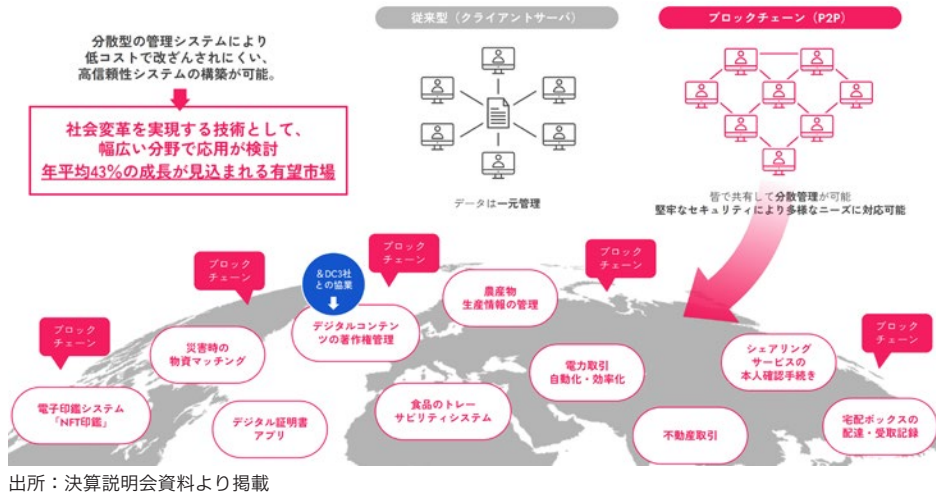 分散型の管理システムにより
低コストで改ざんされにくい、
高信頼性システムの構築が可能。
社会変革を実現する技術として、
幅広い分野で応用が検討
年平均43%の成長が見込まれる有望市場
従来型（クライアントサーバ）
データは一元管理
ブロックチェーン（P2P）
皆で共有して分散管理が可能
堅牢なセキュリティにより多様なニーズに対応可能
ブロック
チェーン
ブロック
チェーン
＆DC3社
との協業
ブロック
チェーン
ブロック
チェーン
ブロック
チェーン
電子印鑑システム
「NFT印鑑」
災害時の
物資マッチング
デジタル証明書
アプリ
デジタルコンテン
ツの著作権管理
農産物
生産情報の管理
食品のトレー
サビリティシステム
電力取引
自動化・効率化
不動産取引
シェアリング
サービスの
本人確認手続き
宅配ボックスの
配達・受取記録
出所：決算説明会資料より掲載